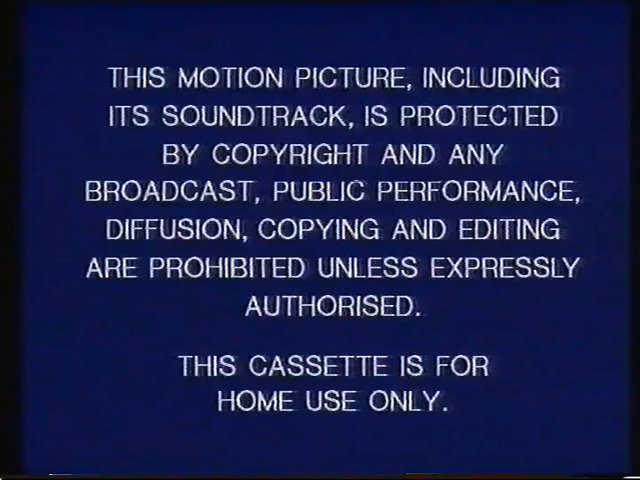 THIS MOTION PICTURE, INCLUDING
ITS SOUNDTRACK, IS PROTECTED
BY COPYRIGHT AND ANY
BROADCAST, PUBLIC PERFORMANCE,
DIFFUSION, COPYING AND EDITING
ARE PROHIBITED UNLESS EXPRESSLY
AUTHORISED.
THIS CASSETTE IS FOR
HOME USE ONLY.